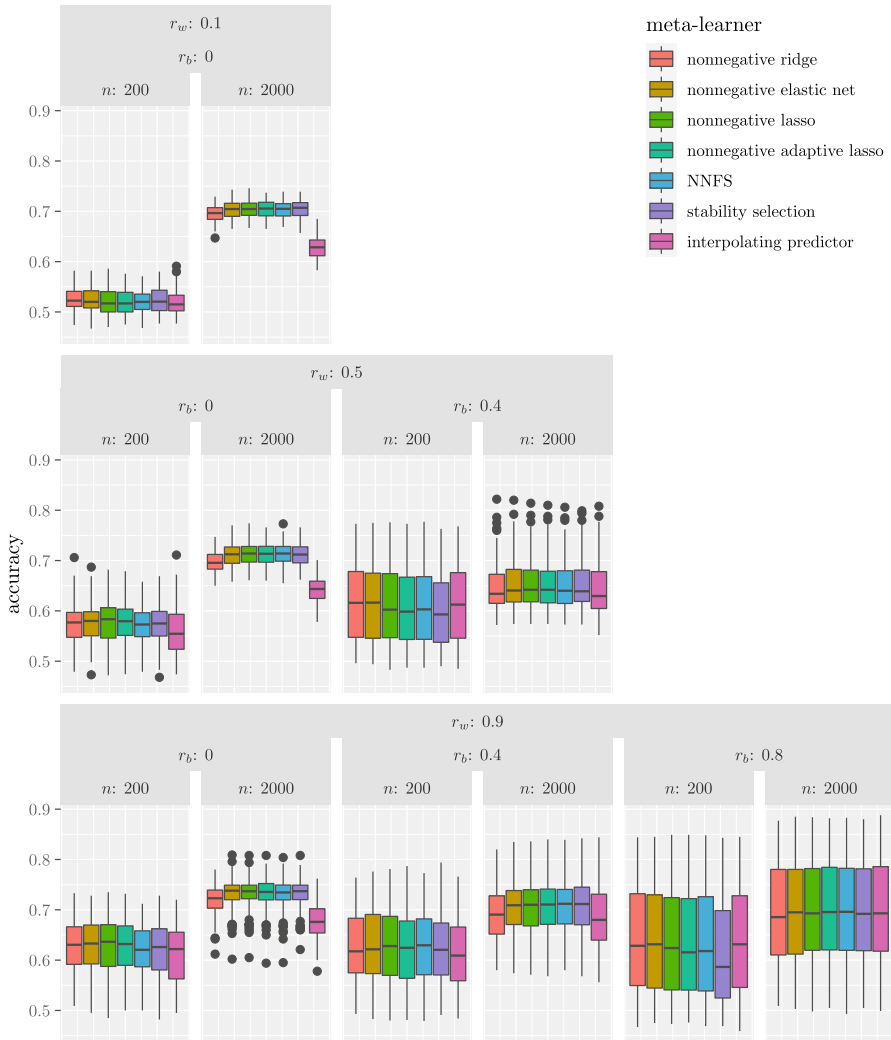 r_w: 0.1
r_b: 0
n: 200
n: 2000
0.9
0.8
0.7
0.6
0.5
meta-learner
nonnegative ridge
nonnegative elastic net
nonnegative lasso
nonnegative adaptive lasso
NNFS
stability selection
interpolating predictor
accuracy
r_w: 0.5
r_b: 0
r_b: 0.4
n: 200
n: 2000
n: 200
n: 2000
0.9
0.8
0.7
0.6
0.5
r_w: 0.9
r_b: 0
r_b: 0.4
r_b: 0.8
n: 200
n: 2000
n: 200
n: 2000
n: 200
n: 2000
0.9
0.8
0.7
0.6
0.5